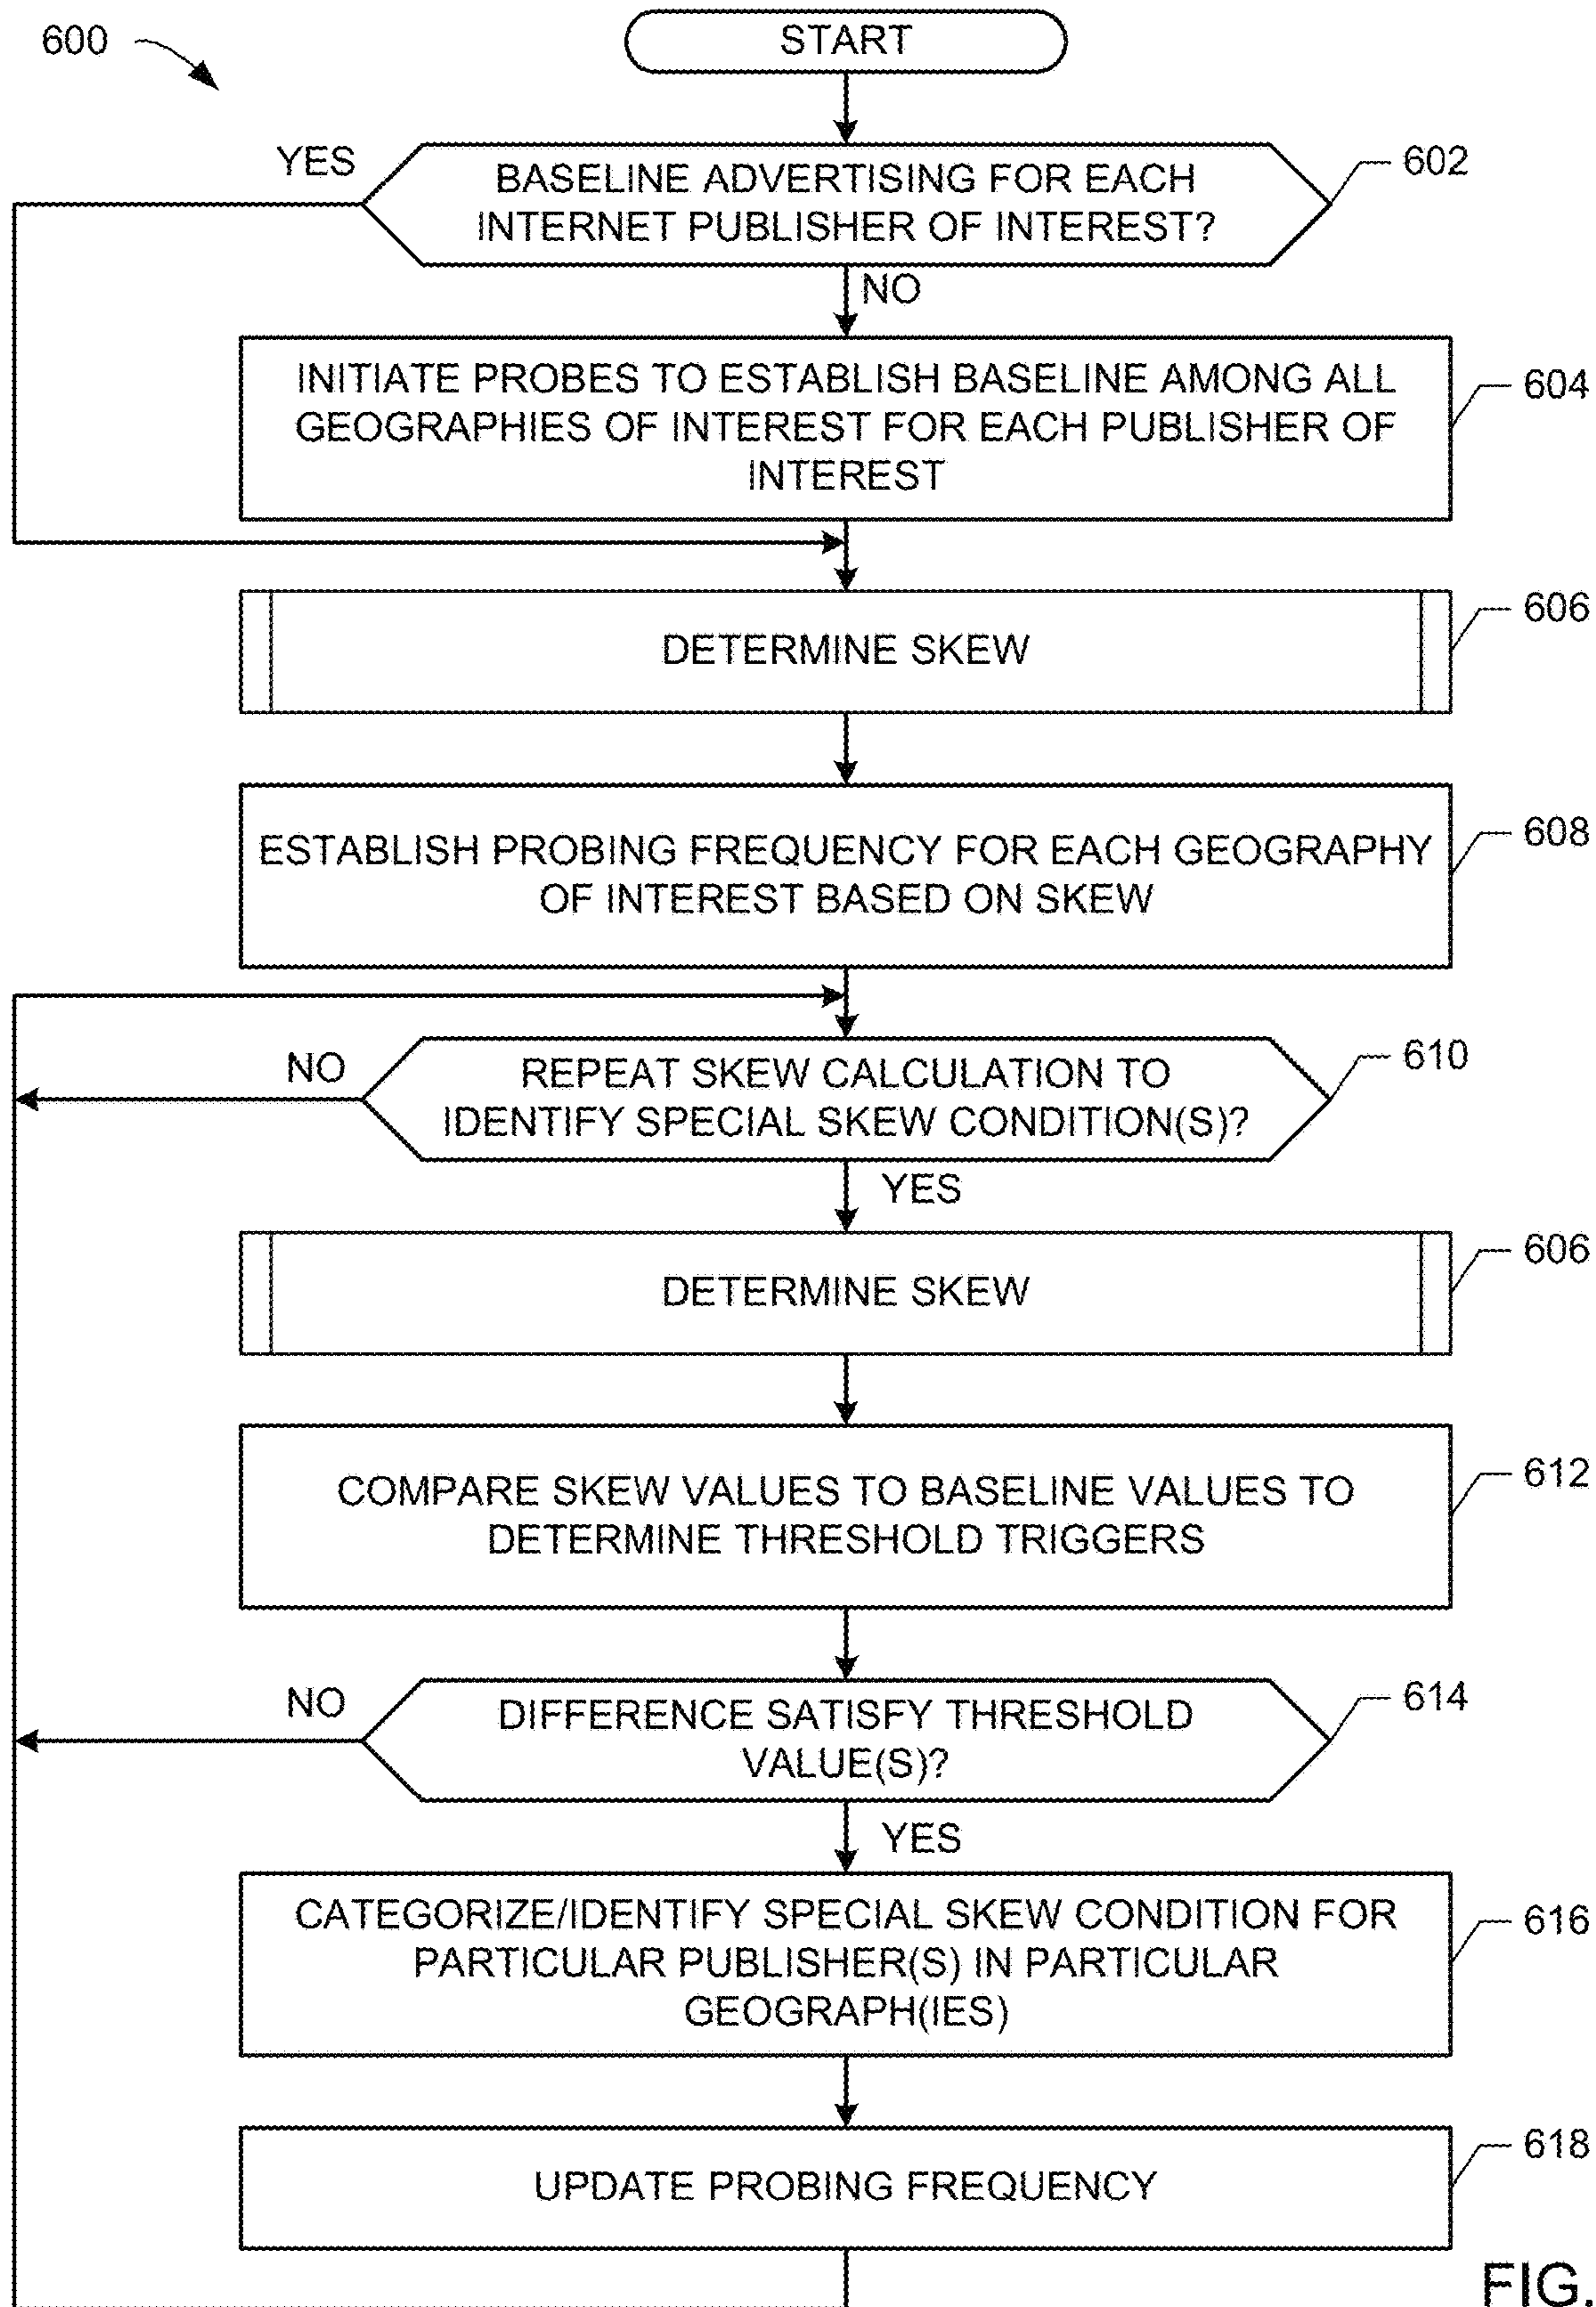 600
START
YES
BASELINE ADVERTISING FOR EACH
INTERNET PUBLISHER OF INTEREST?
602
NO
INITIATE PROBES TO ESTABLISH BASELINE AMONG ALL
GEOGRAPHIES OF INTEREST FOR EACH PUBLISHER OF
INTEREST
604
DETERMINE SKEW
606
ESTABLISH PROBING FREQUENCY FOR EACH GEOGRAPHY
OF INTEREST BASED ON SKEW
608
NO
REPEAT SKEW CALCULATION TO
IDENTIFY SPECIAL SKEW CONDITION(S)?
610
YES
DETERMINE SKEW
606
COMPARE SKEW VALUES TO BASELINE VALUES TO
DETERMINE THRESHOLD TRIGGERS
612
NO
DIFFERENCE SATISFY THRESHOLD
VALUE(S)?
614
YES
CATEGORIZE/IDENTIFY SPECIAL SKEW CONDITION FOR
PARTICULAR PUBLISHER(S) IN PARTICULAR
GEOGRAPH(IES)
616
UPDATE PROBING FREQUENCY
618
FIG.